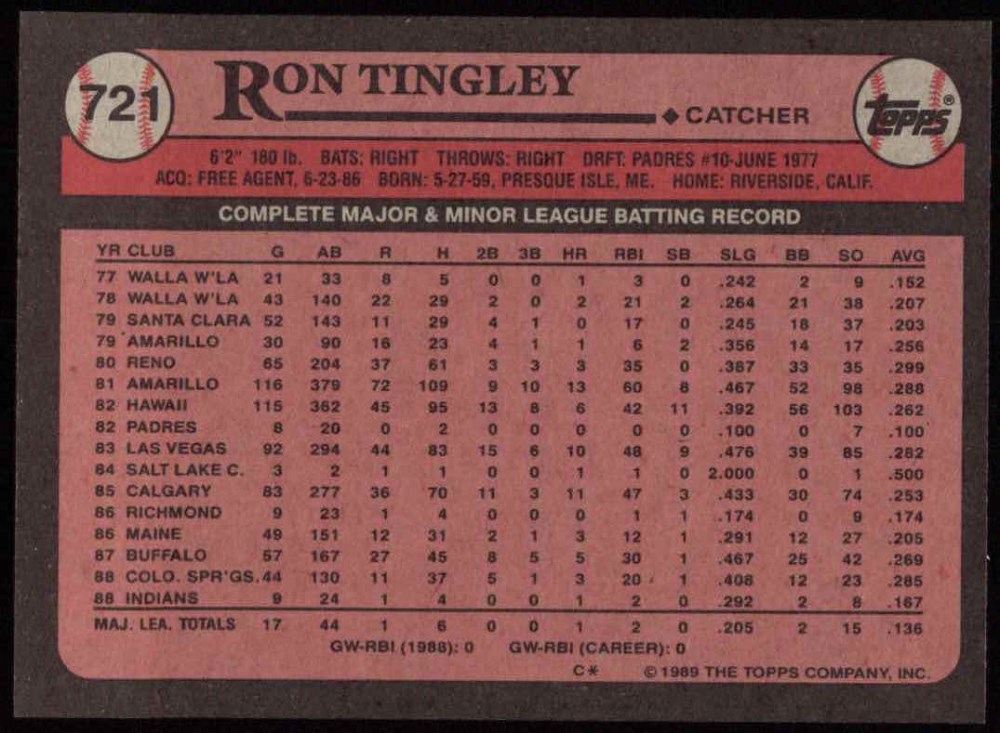 721
RON TINGLEY
◆ CATCHER
TOPPS®
6'2" 180 lb. BATS: RIGHT THROWS: RIGHT DRFT: PADRES #10-JUNE 1977
ACQ: FREE AGENT, 6-23-86 BORN: 5-27-59, PRESQUE ISLE, ME. HOME: RIVERSIDE, CALIF.
COMPLETE MAJOR & MINOR LEAGUE BATTING RECORD
YR CLUB G AB R H 2B 3B HR RBI SB SLG BB SO AVG
77 WALLA W'LA 21 33 8 5 0 0 1 3 0 .242 2 9 .152
78 WALLA W'LA 43 140 22 29 2 0 2 21 2 .264 21 38 .207
79 SANTA CLARA 52 143 11 29 4 1 0 17 0 .245 18 37 .203
79 AMARILLO 30 90 16 23 4 1 1 6 2 .356 14 17 .256
80 RENO 65 204 37 61 3 3 3 35 0 .387 33 35 .299
81 AMARILLO 116 379 72 109 9 10 13 60 8 .467 52 98 .288
82 HAWAII 115 362 45 95 13 8 6 42 11 .392 56 103 .262
82 PADRES 8 20 0 2 0 0 0 0 0 .100 0 7 .100
83 LAS VEGAS 92 294 44 83 15 6 10 48 9 .476 39 85 .282
84 SALT LAKE C. 3 2 1 1 0 0 1 1 0 2.000 0 1 .500
85 CALGARY 83 277 36 70 11 3 11 47 3 .433 30 74 .253
86 RICHMOND 9 23 1 4 0 0 0 1 1 .174 0 9 .174
86 MAINE 49 151 12 31 2 1 3 12 1 .291 12 27 .205
87 BUFFALO 57 167 27 45 8 5 5 30 1 .467 25 42 .269
88 COLO. SPR'GS. 44 130 11 37 5 1 3 20 1 .408 12 23 .285
88 INDIANS 9 24 1 4 0 0 1 2 0 .292 2 8 .167
MAJ. LEA. TOTALS 17 44 1 6 0 0 1 2 0 .205 2 15 .136
GW-RBI (1988): 0 GW-RBI (CAREER): 0
C* © 1989 THE TOPPS COMPANY, INC.